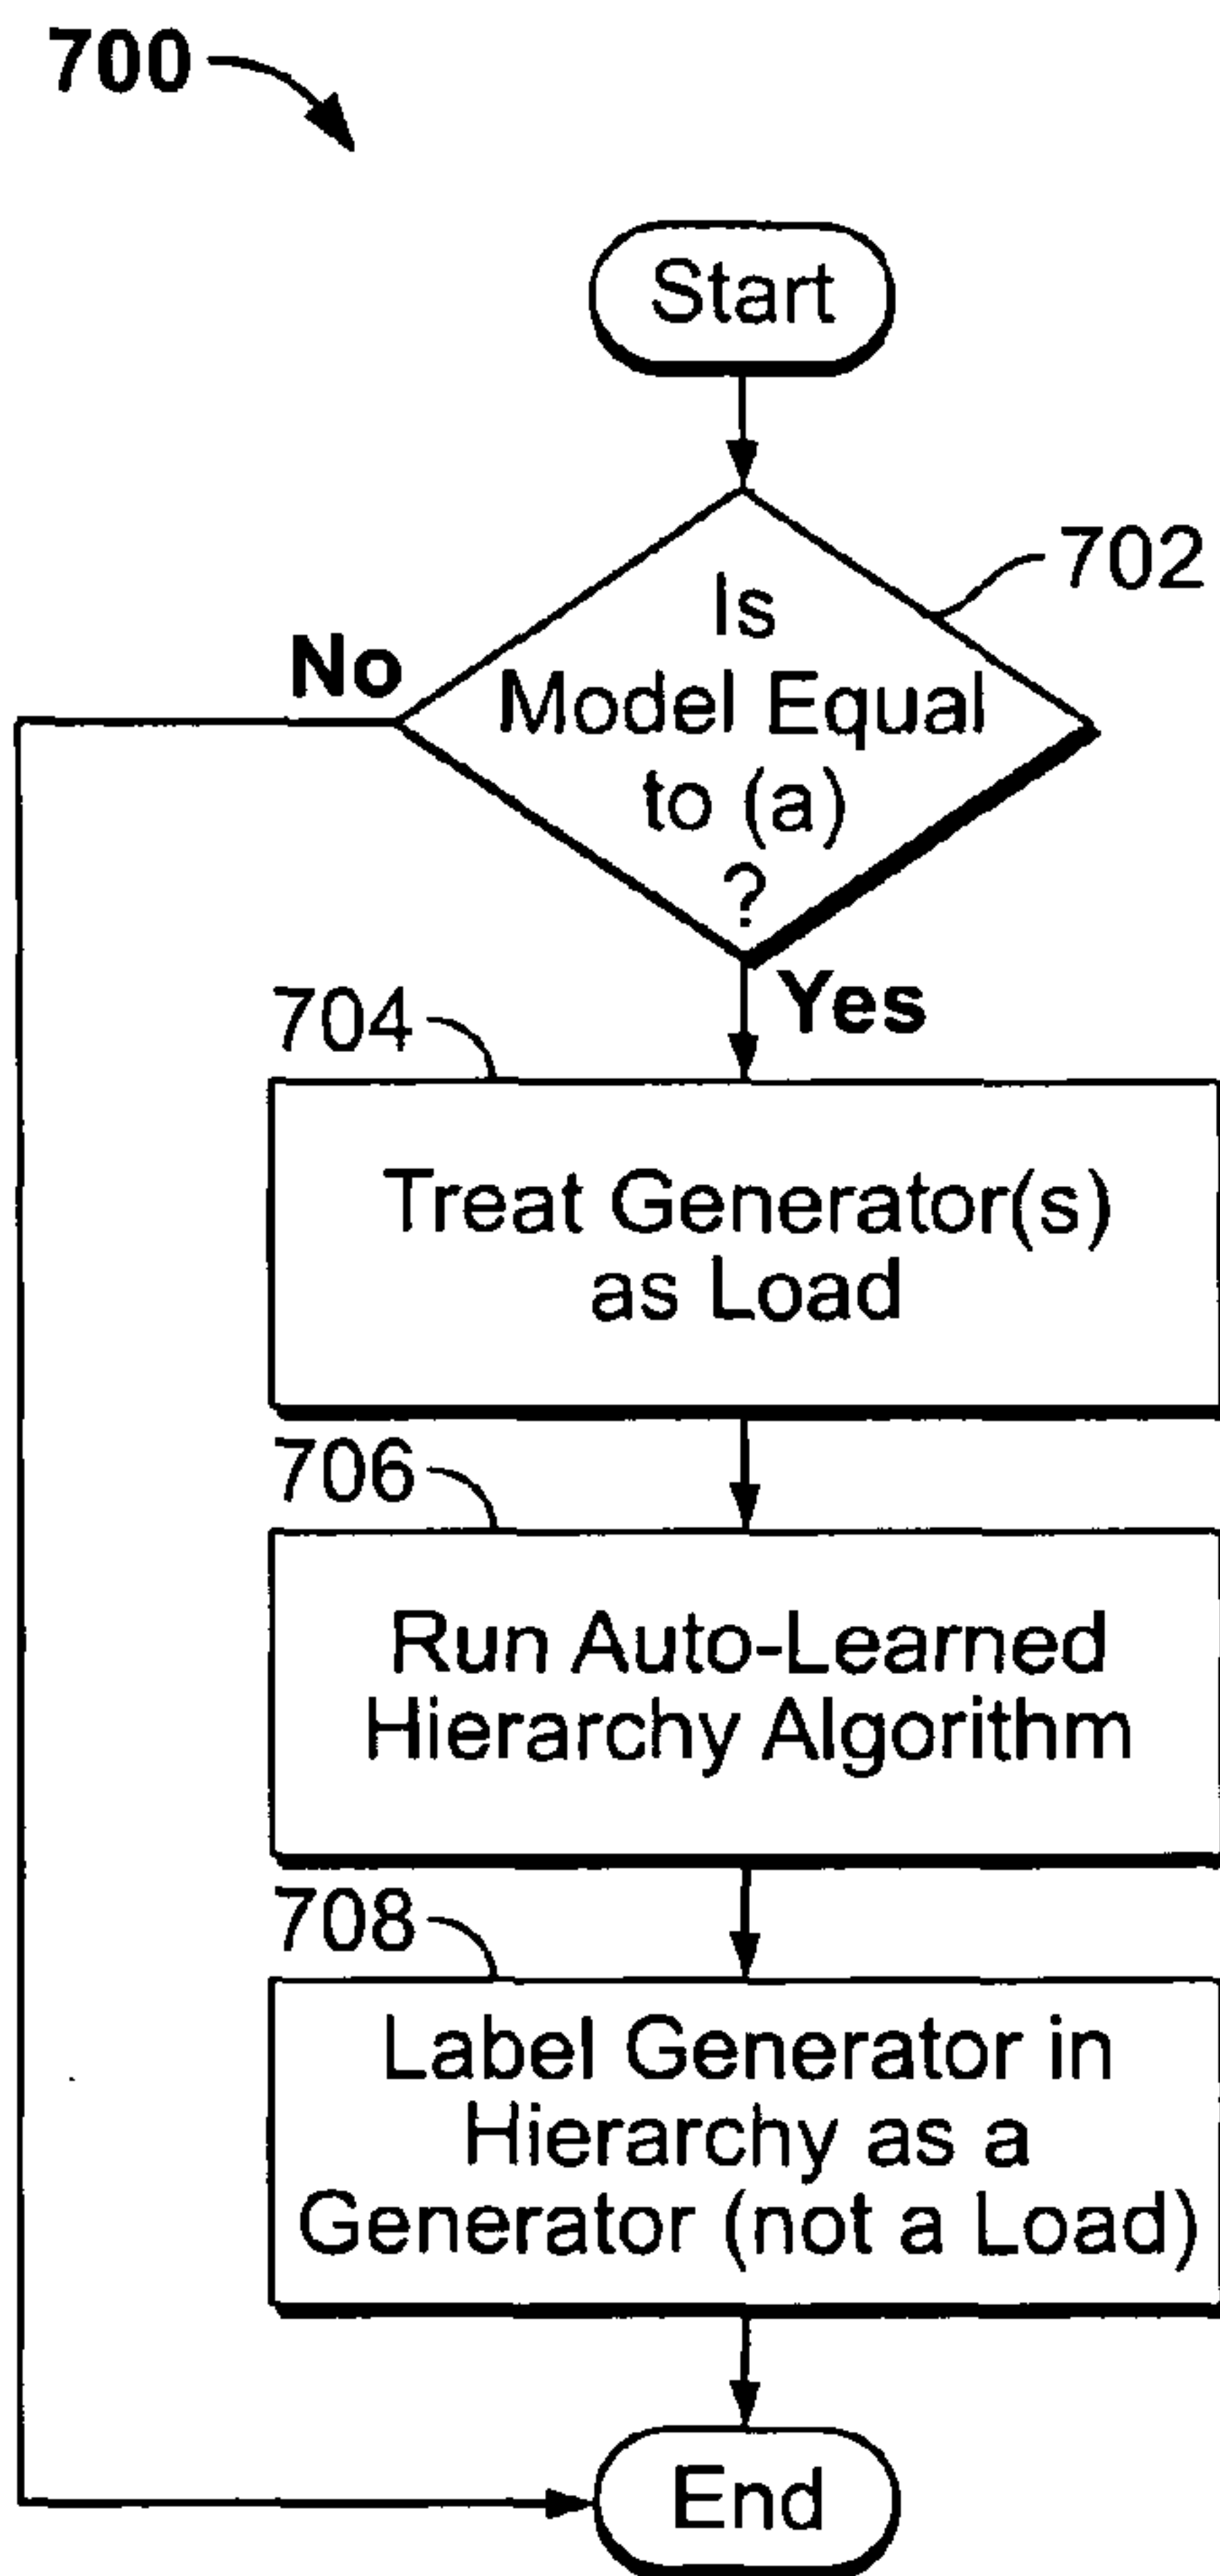 700
Start
702
Is
Model Equal
to (a)
?
No
Yes
704
Treat Generator(s)
as Load
706
Run Auto-Learned
Hierarchy Algorithm
708
Label Generator in
Hierarchy as a
Generator (not a Load)
End